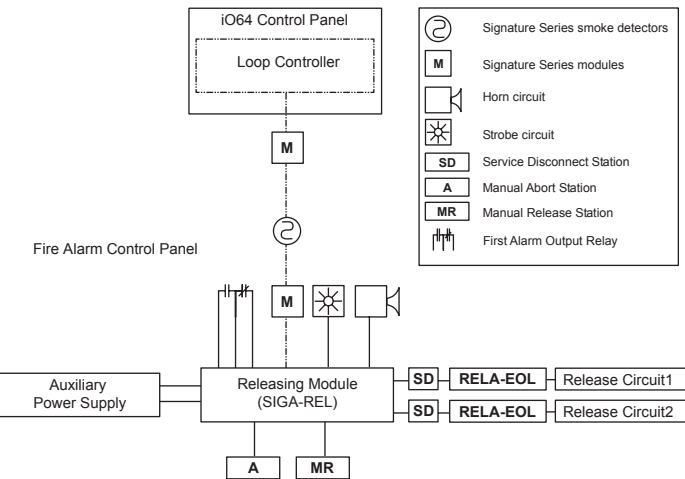 iO64 Control Panel
Loop Controller
M
Fire Alarm Control Panel
M
Auxiliary
Power Supply
Releasing Module
(SIGA-REL)
SD
RELA-EOL
Release Circuit1
SD
RELA-EOL
Release Circuit2
A
MR
Signature Series smoke detectors
M
Signature Series modules
Horn circuit
Strobe circuit
SD
Service Disconnect Station
A
Manual Abort Station
MR
Manual Release Station
First Alarm Output Relay